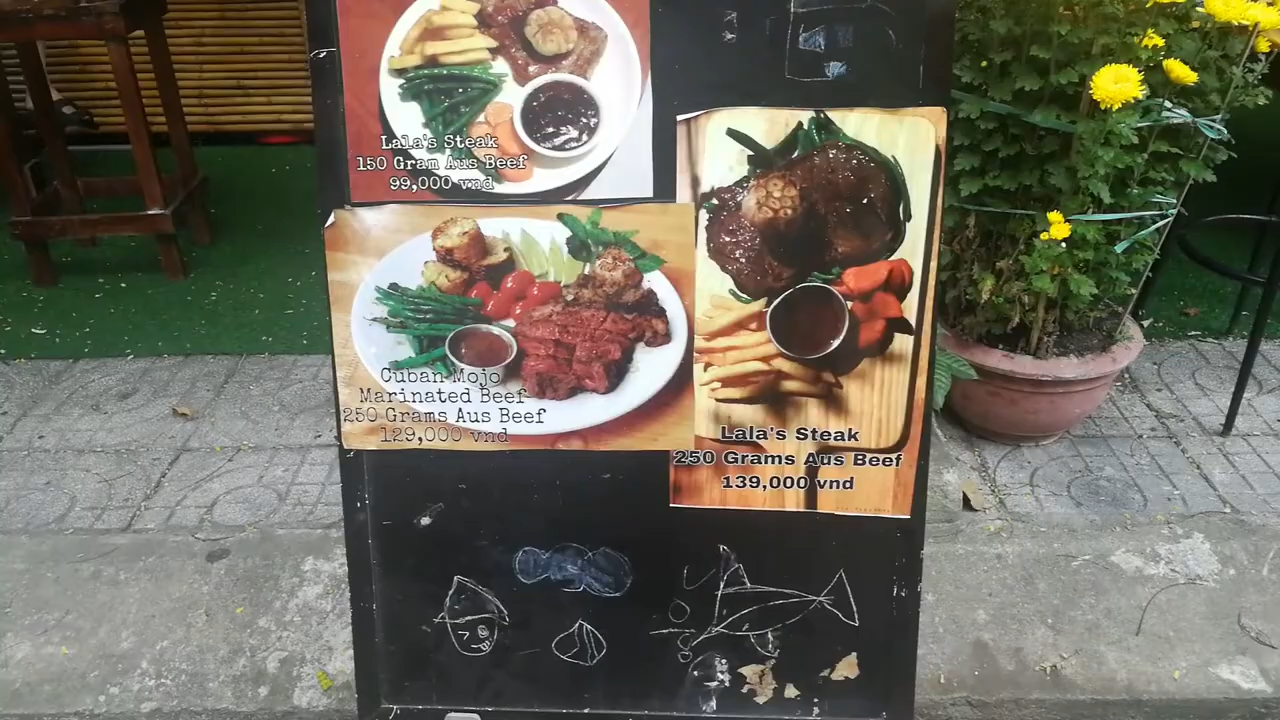 Lala's Steak
150 Gram Aus Beef
99,000 vnd
Cuban Mojo
Marinated Beef
250 Grams Aus Beef
129,000 vnd
Lala's Steak
250 Grams Aus Beef
139,000 vnd